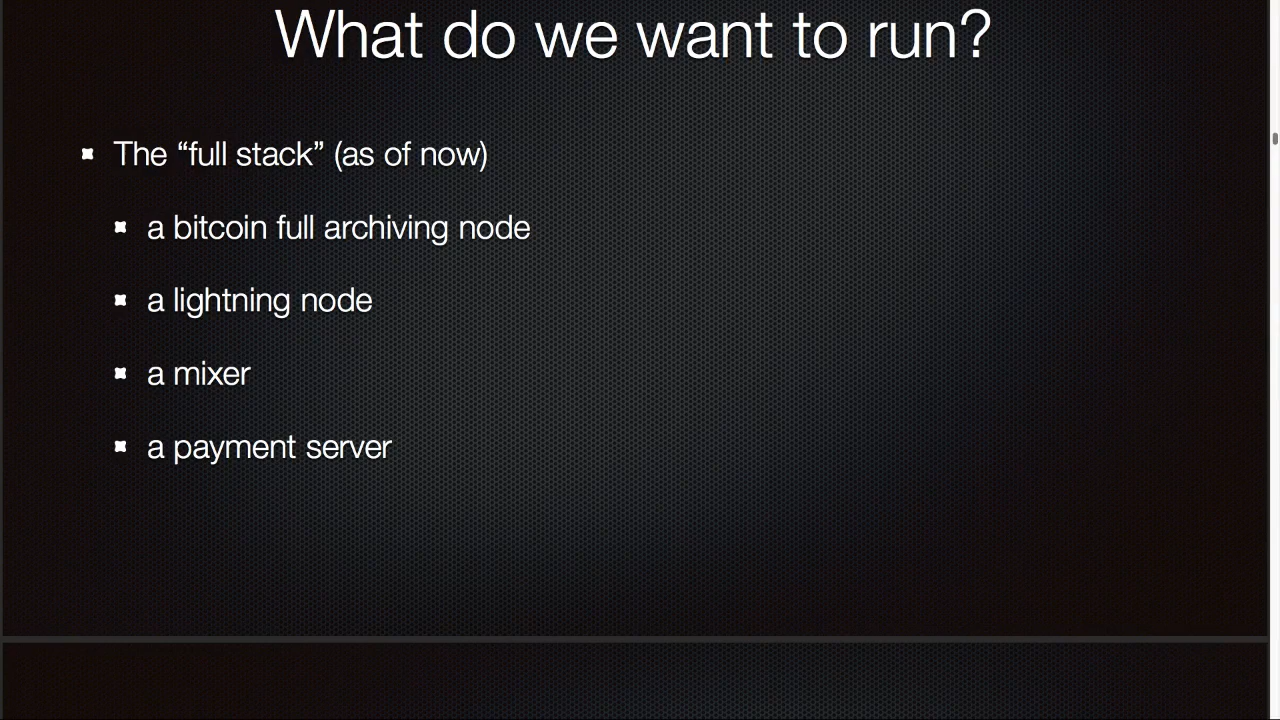 What do we want to run?
The “full stack” (as of now)
a bitcoin full archiving node
a lightning node
a mixer
a payment server